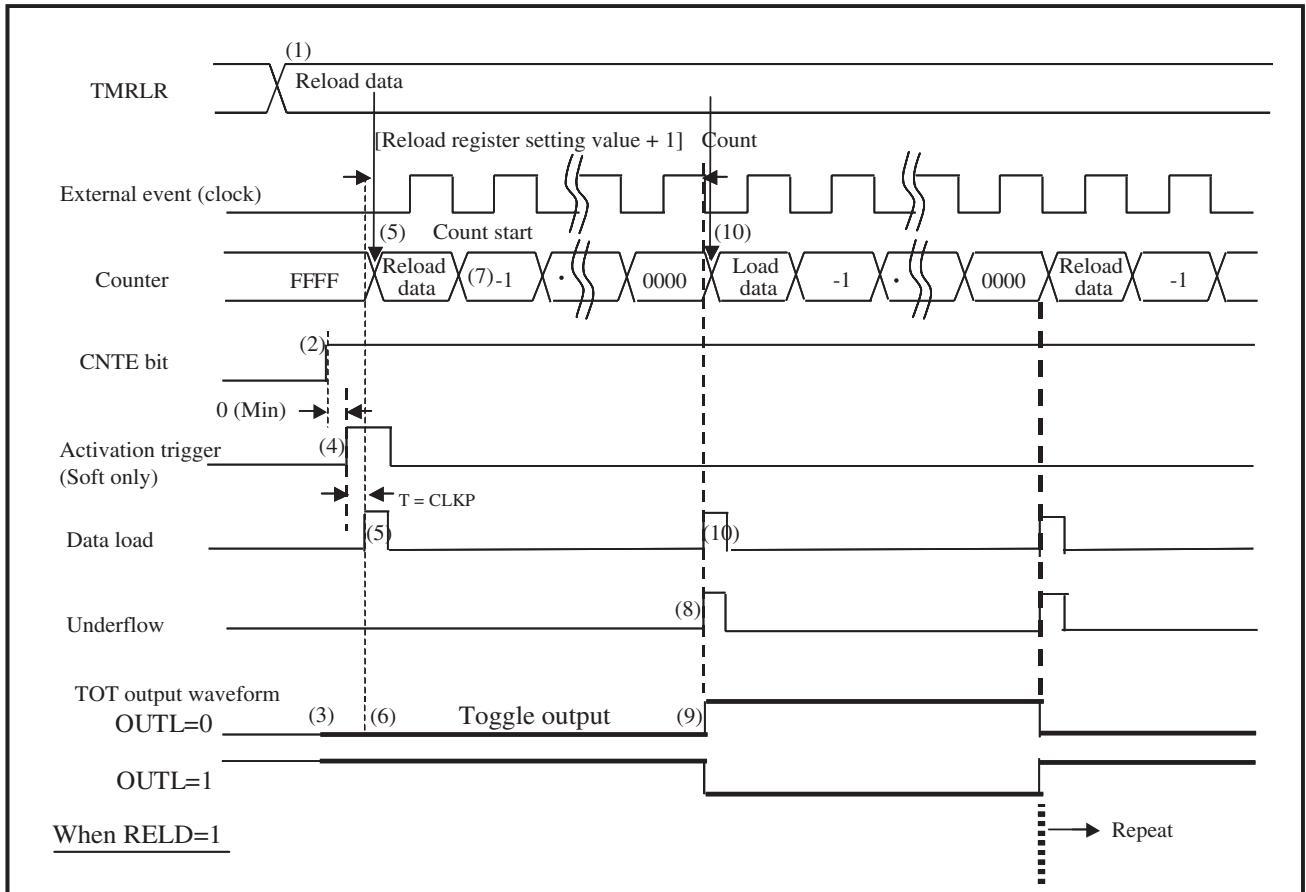 (1)
TMRLR
Reload data
[Reload register setting value + 1] Count
External event (clock)
(5) Count start (10)
Counter
FFFF
Reload data
(7) -1
·
0000
Load data
-1
·
0000
Reload data
-1
CNTE bit
(2)
0 (Min)
Activation trigger (Soft only)
(4)
T = CLKP
Data load
(5)
(10)
Underflow
(8)
TOT output waveform
OUTL=0
(3)
(6)
Toggle output
(9)
OUTL=1
When RELD=1
Repeat